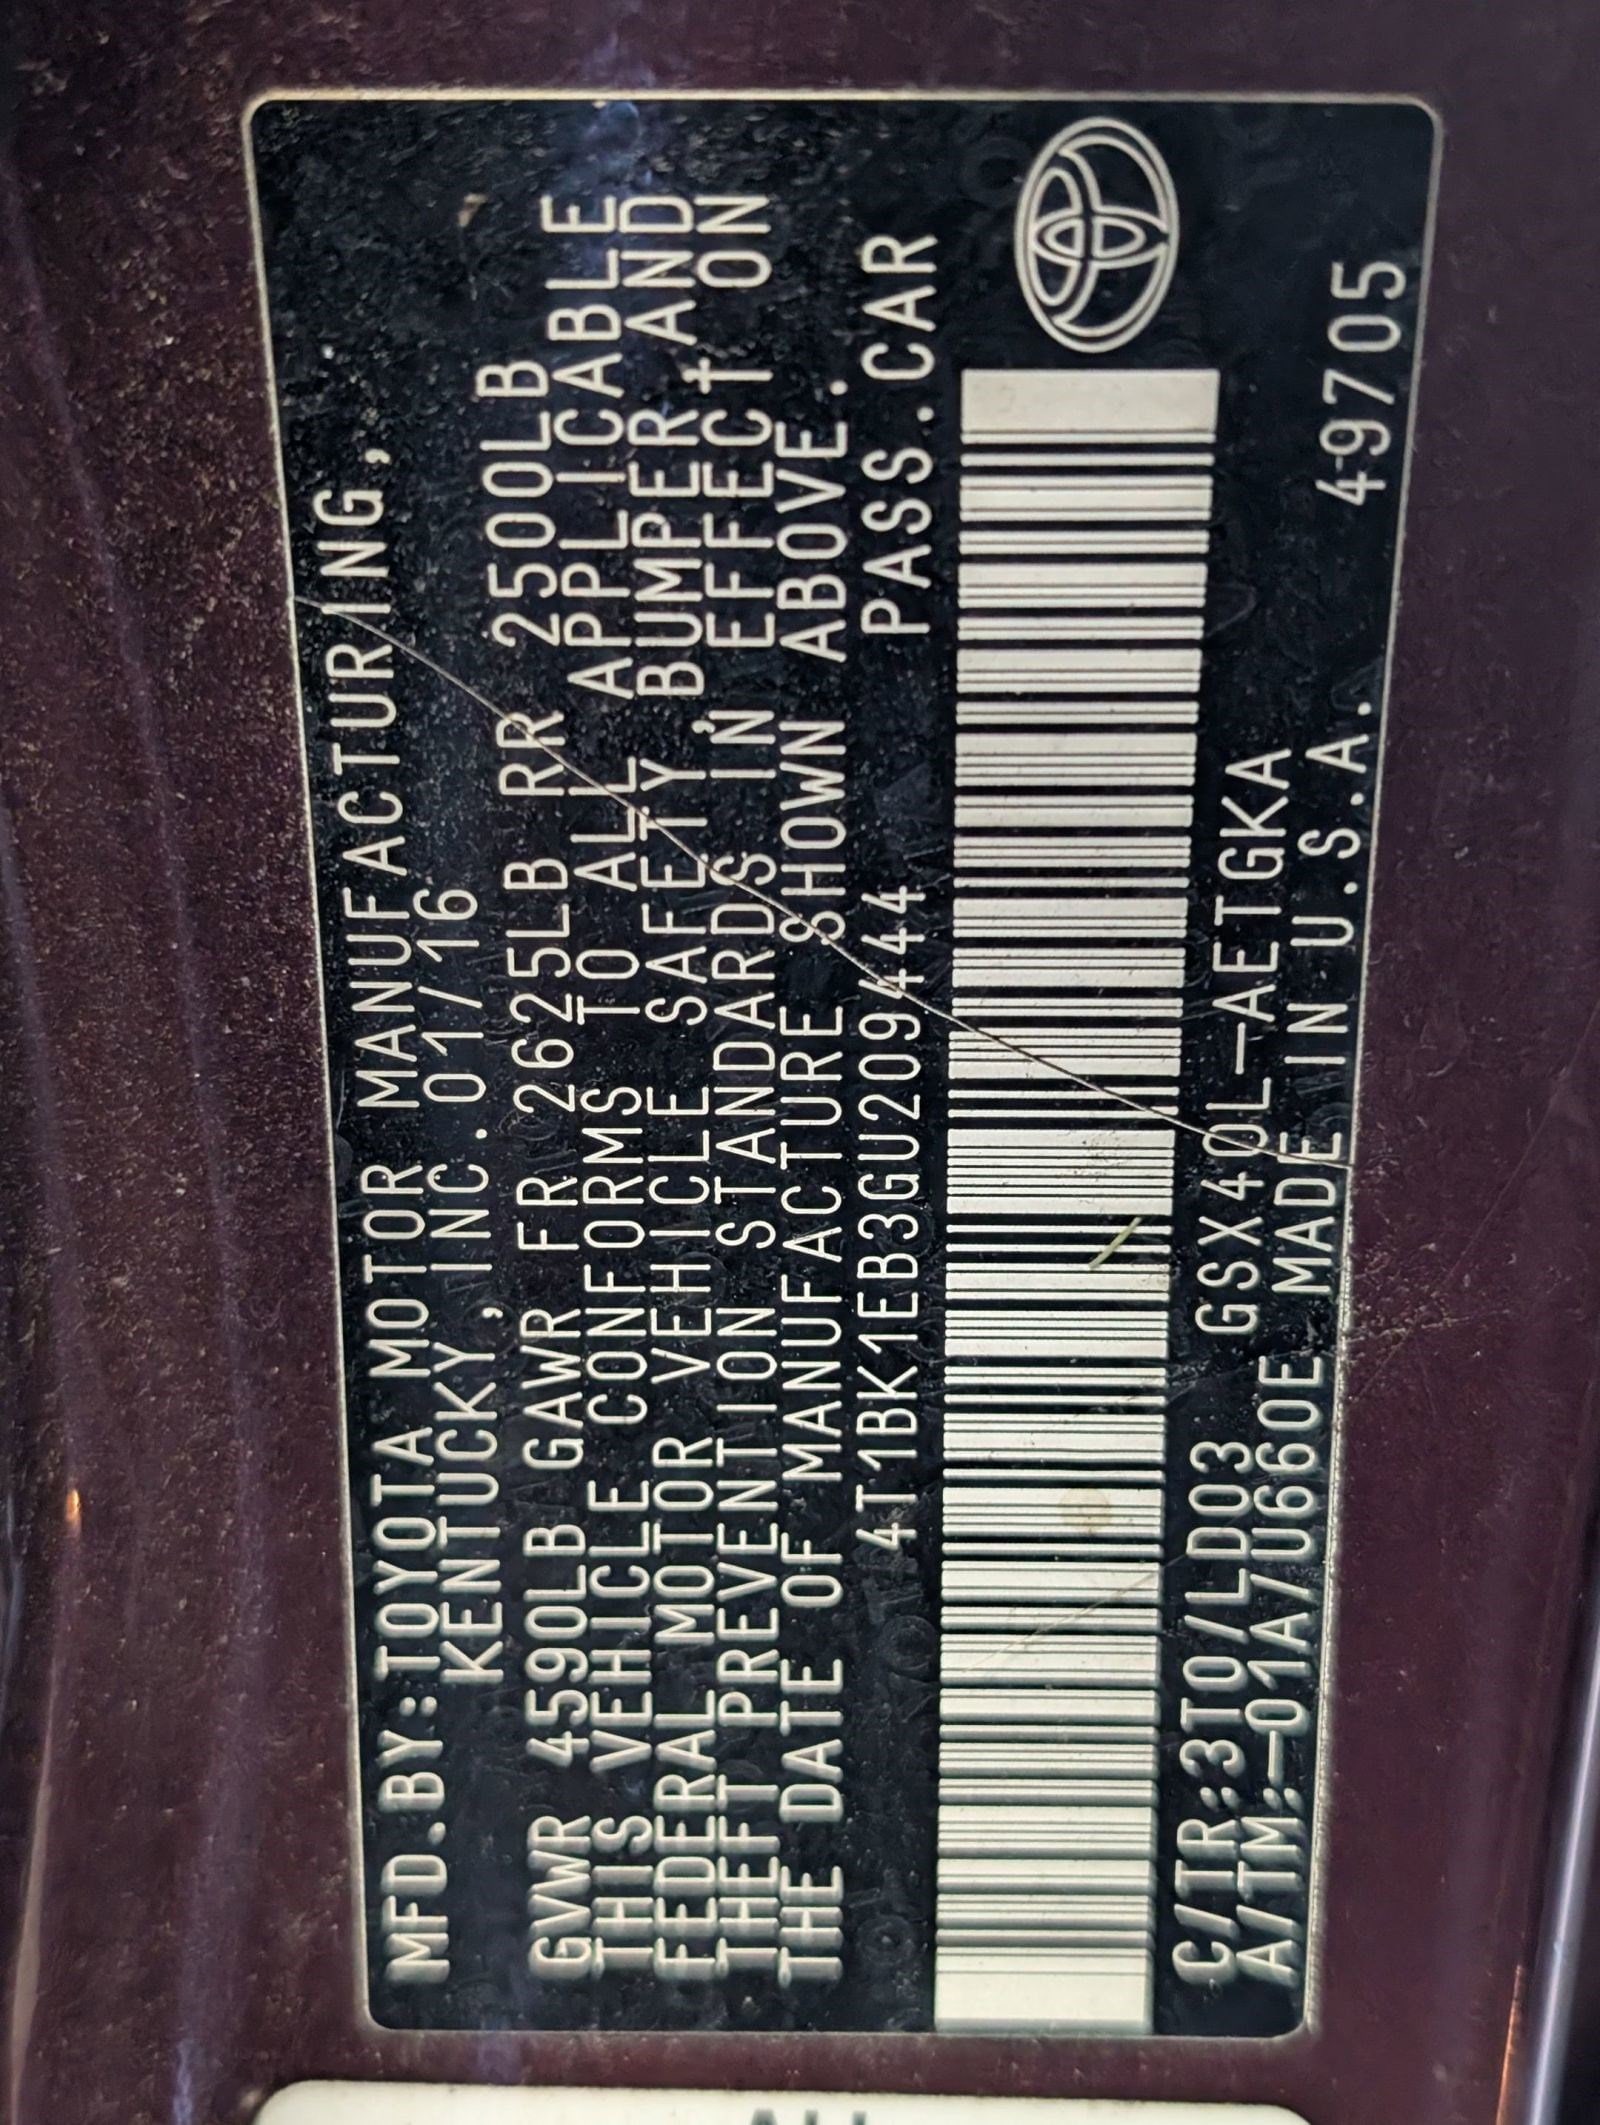 MFD.BY:TOYOTA MOTOR MANUFACTURING,
KENTUCKY,INC.01/16
GVWR 4590LB GAWR FR 2625LB RR 2500LB
THIS VEHICLE CONFORMS TO ALL APPLICABLE
FEDERAL MOTOR VEHICLE SAFETY,BUMPER AND
THEFT PREVENTION STANDARDS IN EFFECT ON
THE DATE OF MANUFACTURE SHOWN ABOVE.
4T1BK1EB3GU209444 PASS.CAR
C/TR:3T0/LD03 GSX40L-AETGKA
A/TM:-01A/U660E MADE IN U.S.A. 49705